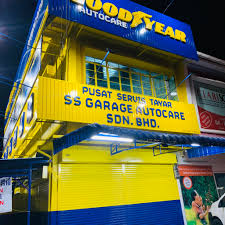 GOODYEAR
AUTOCARE
PUSAT SERVIS TAYAR
SS GARAGE AUTOCARE
SDN. BHD.